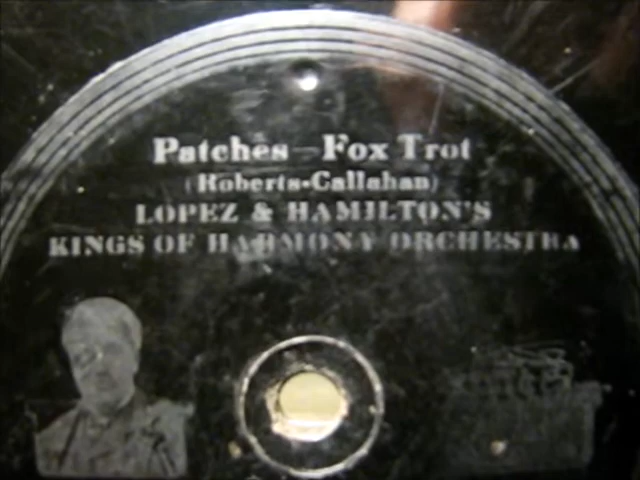 Patches—Fox Trot
(Roberts-Callahan)
LOPEZ & HAMILTON'S
KINGS OF HARMONY ORCHESTRA